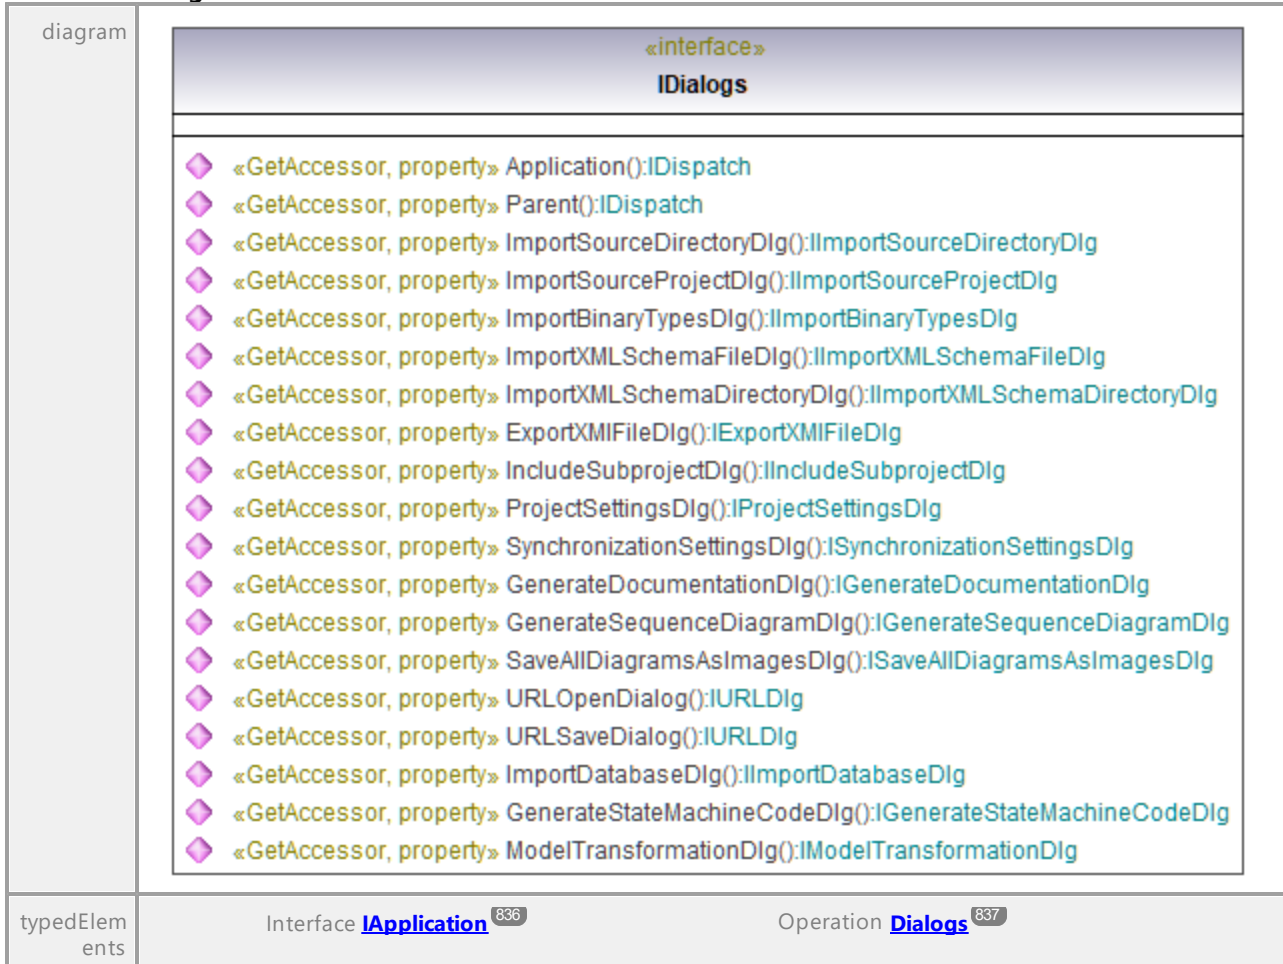 diagram
«interface»
IDialogs
«GetAccessor, property» Application():IDispatch
«GetAccessor, property» Parent():IDispatch
«GetAccessor, property» ImportSourceDirectoryDlg():IImportSourceDirectoryDlg
«GetAccessor, property» ImportSourceProjectDlg():IImportSourceProjectDlg
«GetAccessor, property» ImportBinaryTypesDlg():IImportBinaryTypesDlg
«GetAccessor, property» ImportXMLSchemaFileDlg():IImportXMLSchemaFileDlg
«GetAccessor, property» ImportXMLSchemaDirectoryDlg():IImportXMLSchemaDirectoryDlg
«GetAccessor, property» ExportXMIFileDlg():IExportXMIFileDlg
«GetAccessor, property» IncludeSubprojectDlg():IIncludeSubprojectDlg
«GetAccessor, property» ProjectSettingsDlg():IProjectSettingsDlg
«GetAccessor, property» SynchronizationSettingsDlg():ISynchronizationSettingsDlg
«GetAccessor, property» GenerateDocumentationDlg():IGenerateDocumentationDlg
«GetAccessor, property» GenerateSequenceDiagramDlg():IGenerateSequenceDiagramDlg
«GetAccessor, property» SaveAllDiagramsAsImagesDlg():ISaveAllDiagramsAsImagesDlg
«GetAccessor, property» URLOpenDialog():IURLDlg
«GetAccessor, property» URLSaveDialog():IURLDlg
«GetAccessor, property» ImportDatabaseDlg():IImportDatabaseDlg
«GetAccessor, property» GenerateStateMachineCodeDlg():IGenerateStateMachineCodeDlg
«GetAccessor, property» ModelTransformationDlg():IModelTransformationDlg
typedElem
ents
Interface IApplication 836 Operation Dialogs 837